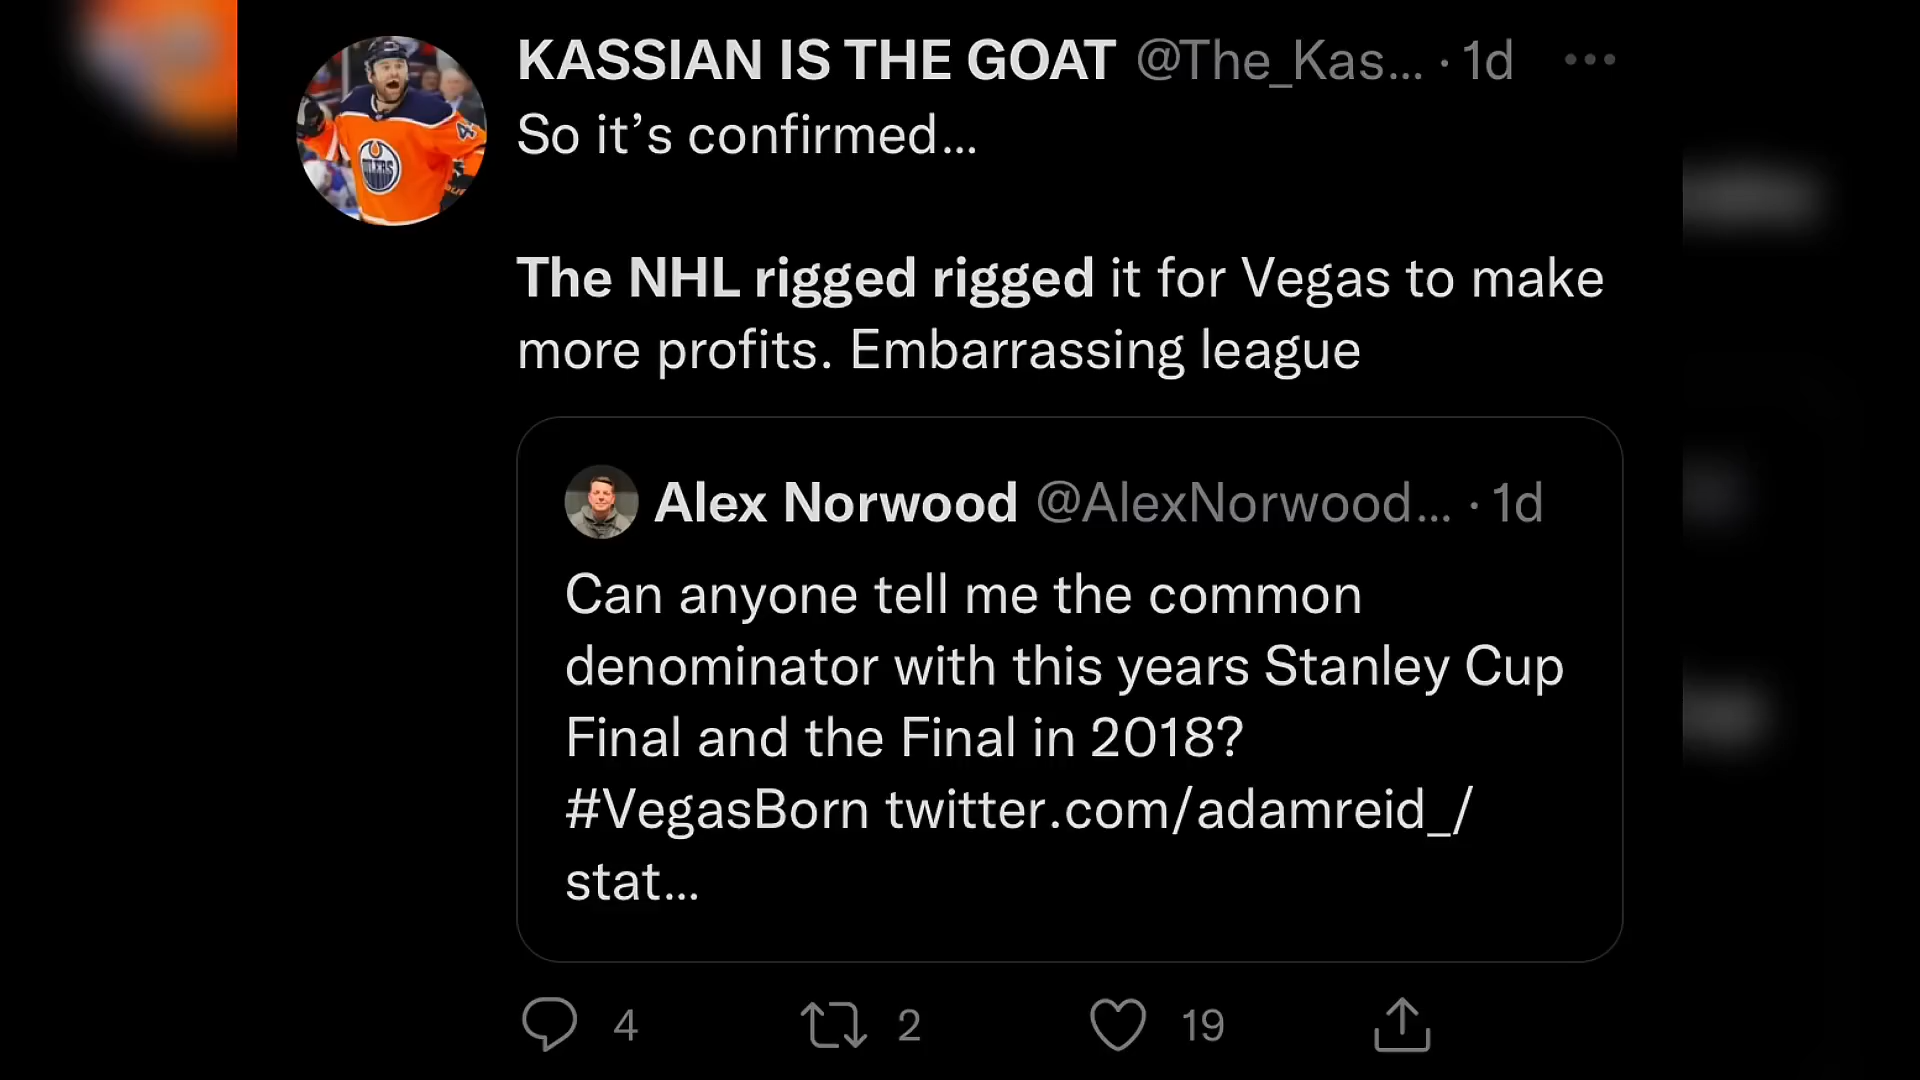 KASSIAN IS THE GOAT @The_Kas... · 1d ...
So it’s confirmed...
The NHL rigged rigged it for Vegas to make
more profits. Embarrassing league
Alex Norwood @AlexNorwood... · 1d
Can anyone tell me the common
denominator with this years Stanley Cup
Final and the Final in 2018?
#VegasBorn twitter.com/adamreid_/
stat...
4 2 19